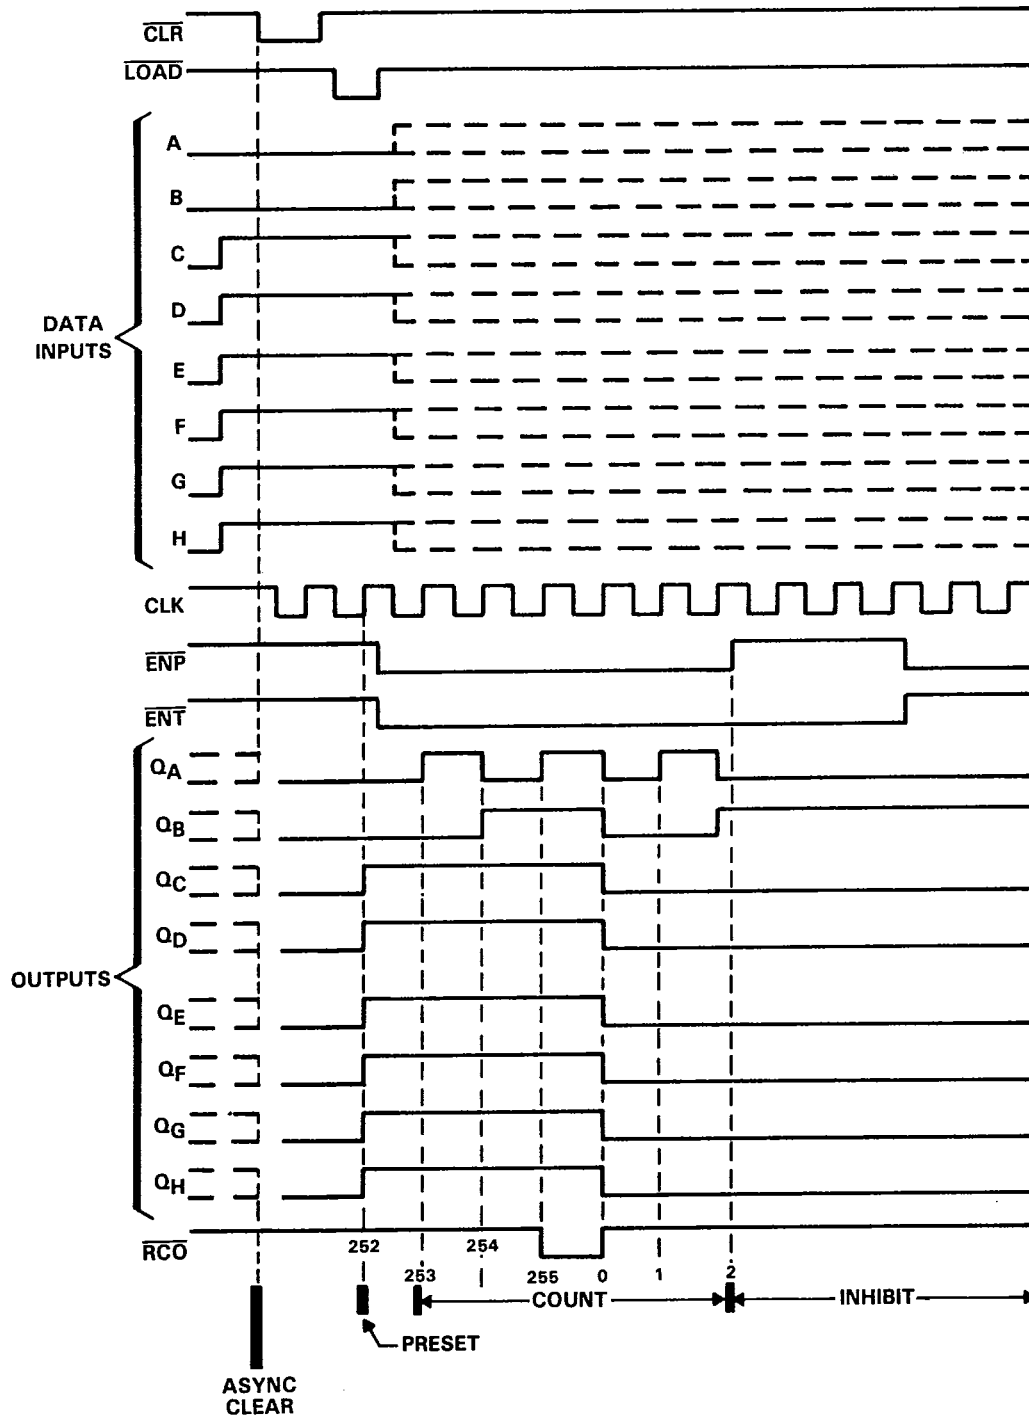 CLR
LOAD
A
B
C
D
E
F
G
H
DATA
INPUTS
CLK
ENP
ENT
QA
QB
QC
QD
QE
QF
QG
QH
OUTPUTS
RCO
252
254
253
255
0
1
2
COUNT
INHIBIT
PRESET
ASYNC
CLEAR